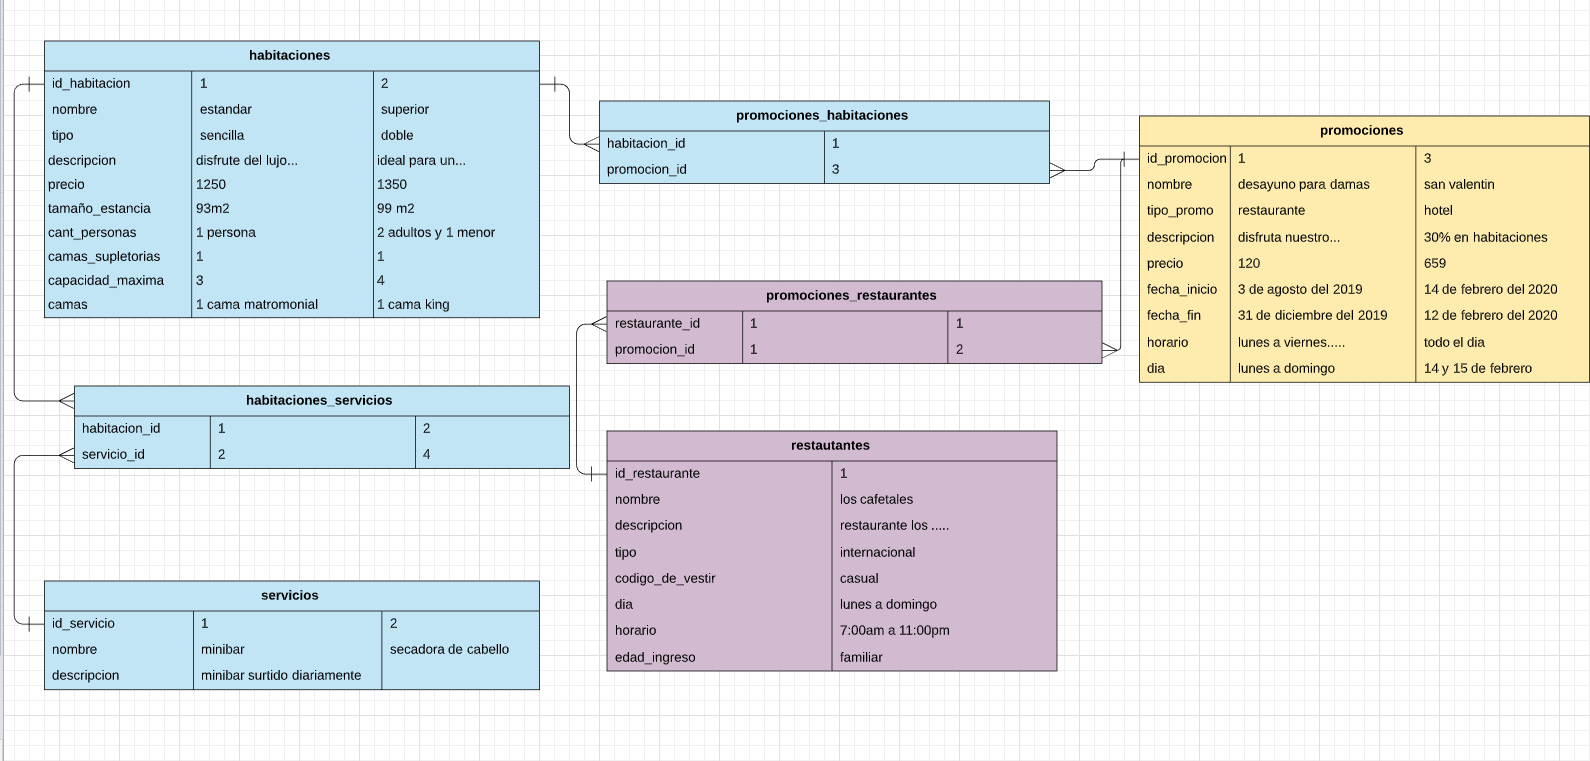 habitaciones
id_habitacion 1 2
nombre estandar superior
tipo sencilla doble
descripcion disfrute del lujo... ideal para un...
precio 1250 1350
tamaño_estancia 93m2 99 m2
cant_personas 1 persona 2 adultos y 1 menor
camas_supletorias 1 1
capacidad_maxima 3 4
camas 1 cama matromonial 1 cama king
promociones_habitaciones
habitacion_id 1
promocion_id 3
promociones
id_promocion 1 3
nombre desayuno para damas san valentin
tipo_promo restaurante hotel
descripcion disfruta nuestro... 30% en habitaciones
precio 120 659
fecha_inicio 3 de agosto del 2019 14 de febrero del 2020
fecha_fin 31 de diciembre del 2019 12 de febrero del 2020
horario lunes a viernes..... todo el dia
dia lunes a domingo 14 y 15 de febrero
promociones_restaurantes
restaurante_id 1 1
promocion_id 1 2
habitaciones_servicios
habitacion_id 1 2
servicio_id 2 4
restautantes
id_restaurante 1
nombre los cafetales
descripcion restaurante los .....
tipo internacional
codigo_de_vestir casual
dia lunes a domingo
horario 7:00am a 11:00pm
edad_ingreso familiar
servicios
id_servicio 1 2
nombre minibar secadora de cabello
descripcion minibar surtido diariamente